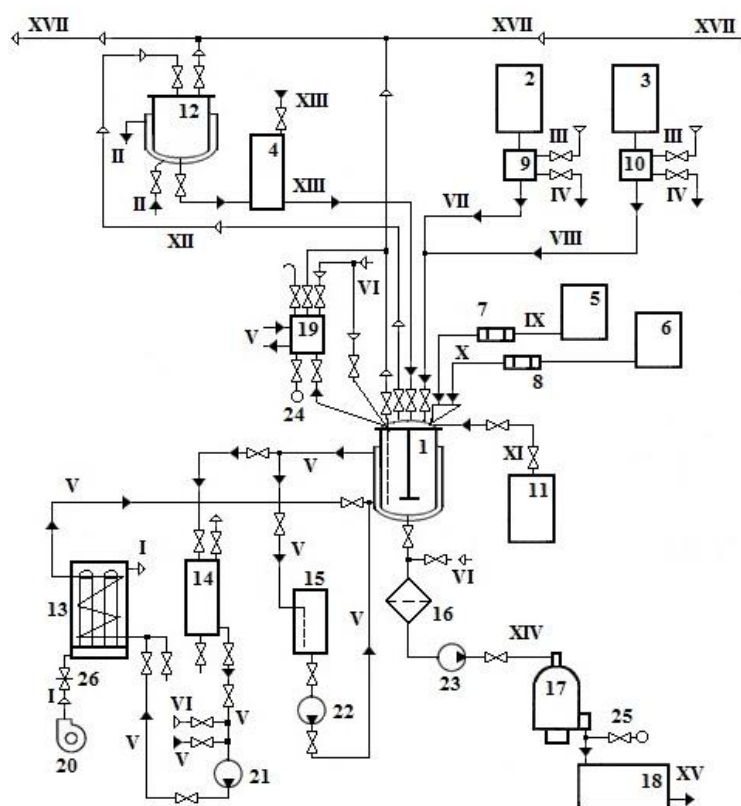 XVII XVII XVII
2 3
12 XIII
4 III III
9 10
II IV IV
II XIII VII
XII VIII
VI 7 IX 5
19 6
V X
8
24
1
V XI
V 11
I V VI
14 15
13 16
V XIV
26 23 17
I VI V 22 25
V
20 V 21 18 XV